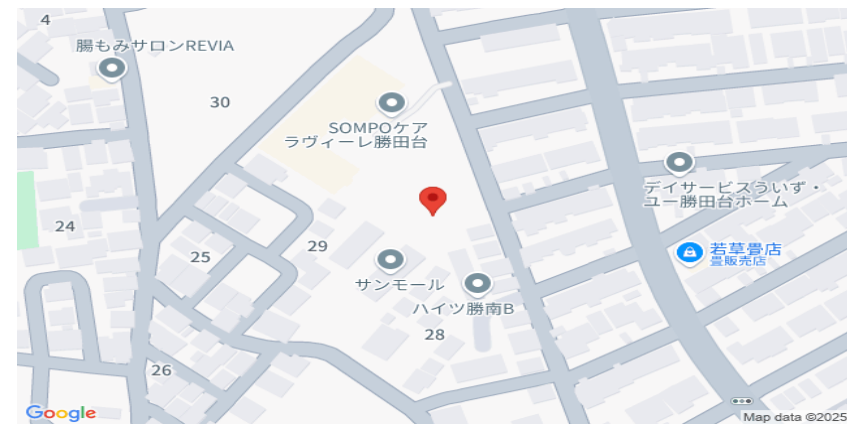 4
腸もみサロンREVIA
30
SOMPOケア
ラヴィーレ勝田台
デイサービスういず・
ユー勝田台ホーム
24
25
29
若草畳店
畳販売店
サンモール
ハイツ勝南B
28
26
Google
Map data ©2025